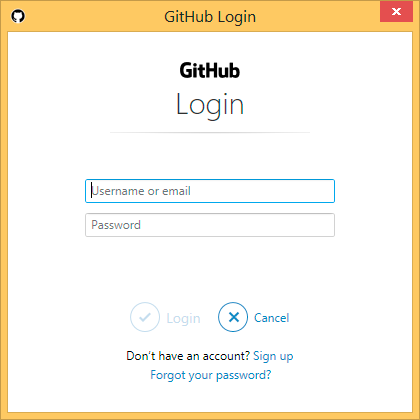 GitHub Login
GitHub
Login
Username or email
Password
Login Cancel
Don't have an account? Sign up
Forgot your password?